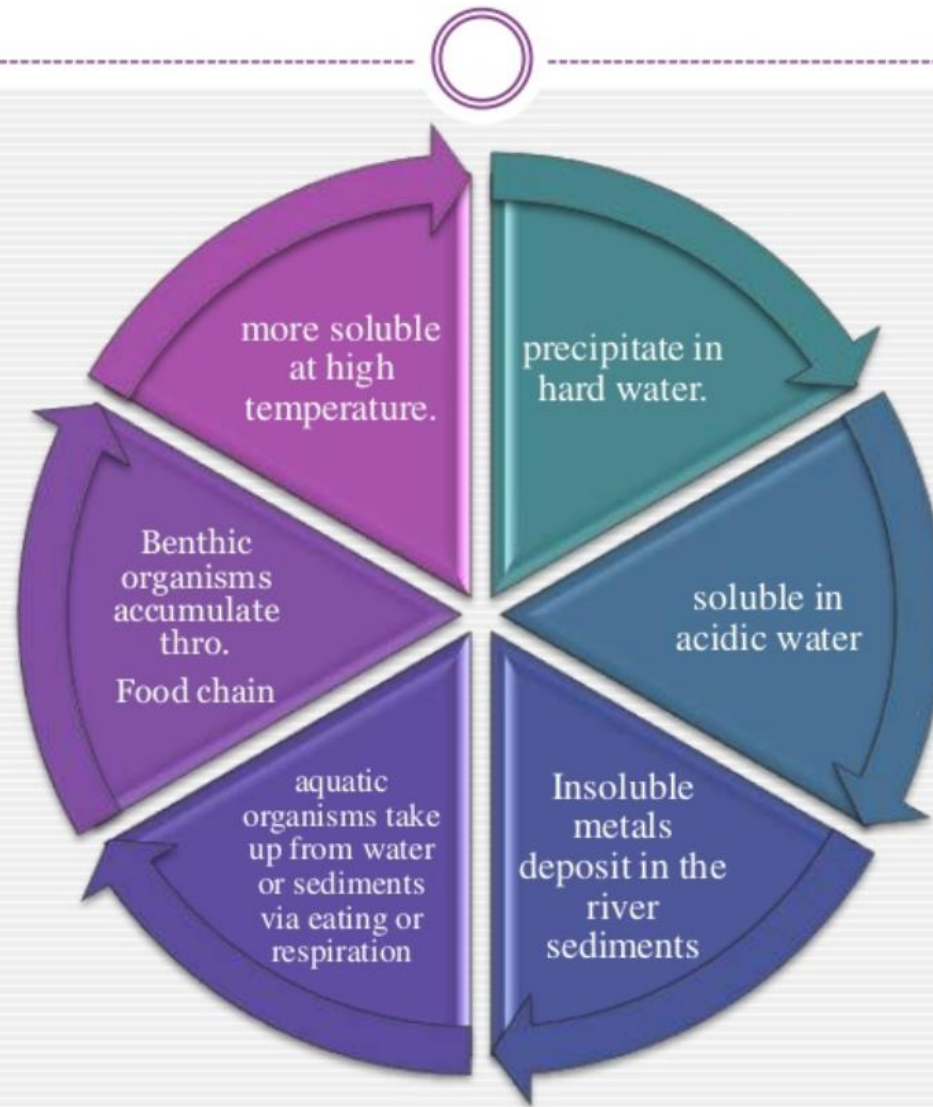 more soluble
at high
temperature.
precipitate in
hard water.
soluble in
acidic water
Insoluble
metals
deposit in the
river
sediments
aquatic
organisms take
up from water
or sediments
via eating or
respiration
Benthic
organisms
accumulate
thro.
Food chain